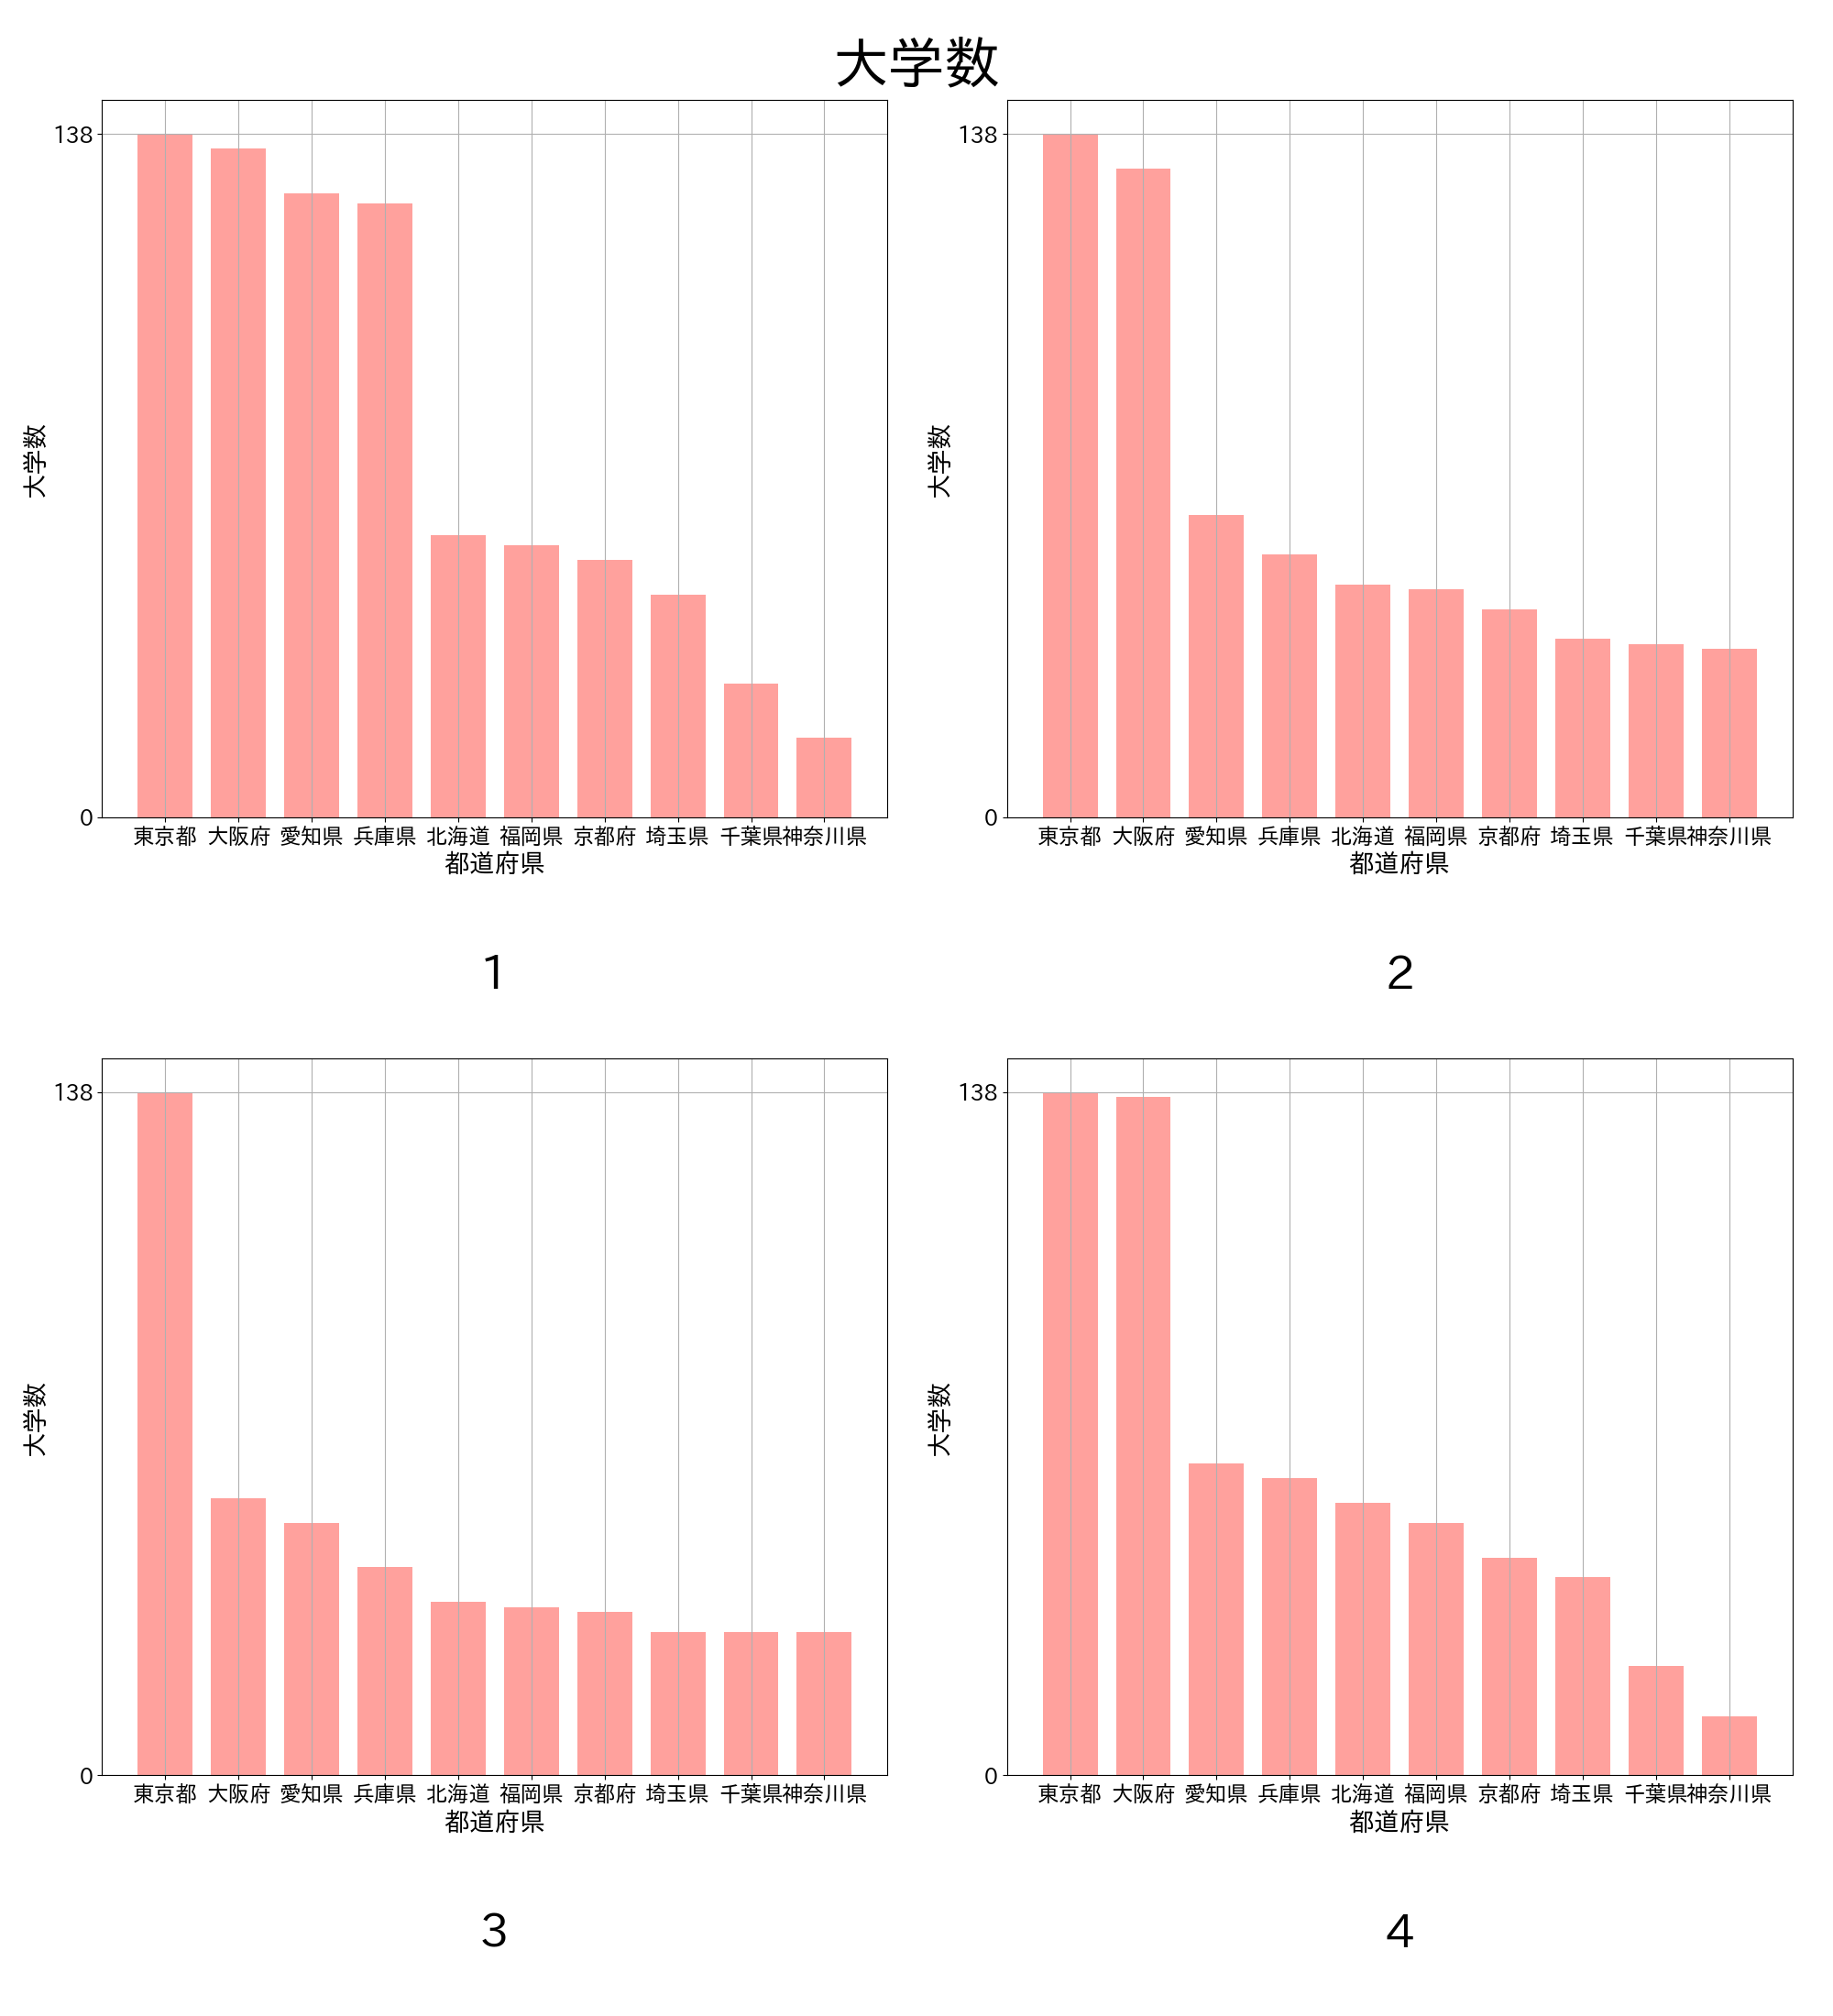 大学数
138
大学数
0
東京都 大阪府 愛知県 兵庫県 北海道 福岡県 京都府 埼玉県 千葉県 神奈川県
都道府県
1
138
大学数
0
東京都 大阪府 愛知県 兵庫県 北海道 福岡県 京都府 埼玉県 千葉県 神奈川県
都道府県
2
138
大学数
0
東京都 大阪府 愛知県 兵庫県 北海道 福岡県 京都府 埼玉県 千葉県 神奈川県
都道府県
3
138
大学数
0
東京都 大阪府 愛知県 兵庫県 北海道 福岡県 京都府 埼玉県 千葉県 神奈川県
都道府県
4